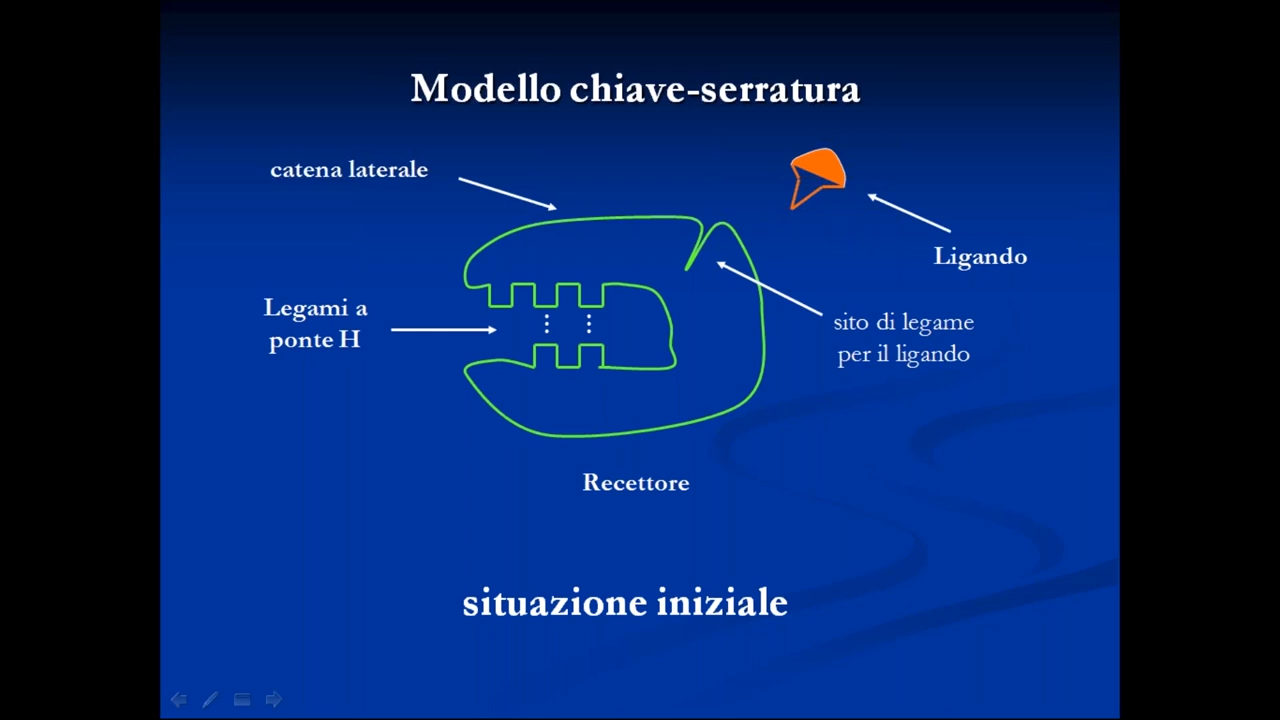 Modello chiave-serratura
catena laterale
Ligando
Legami a
ponte H
sito di legame
per il ligando
Recettore
situazione iniziale